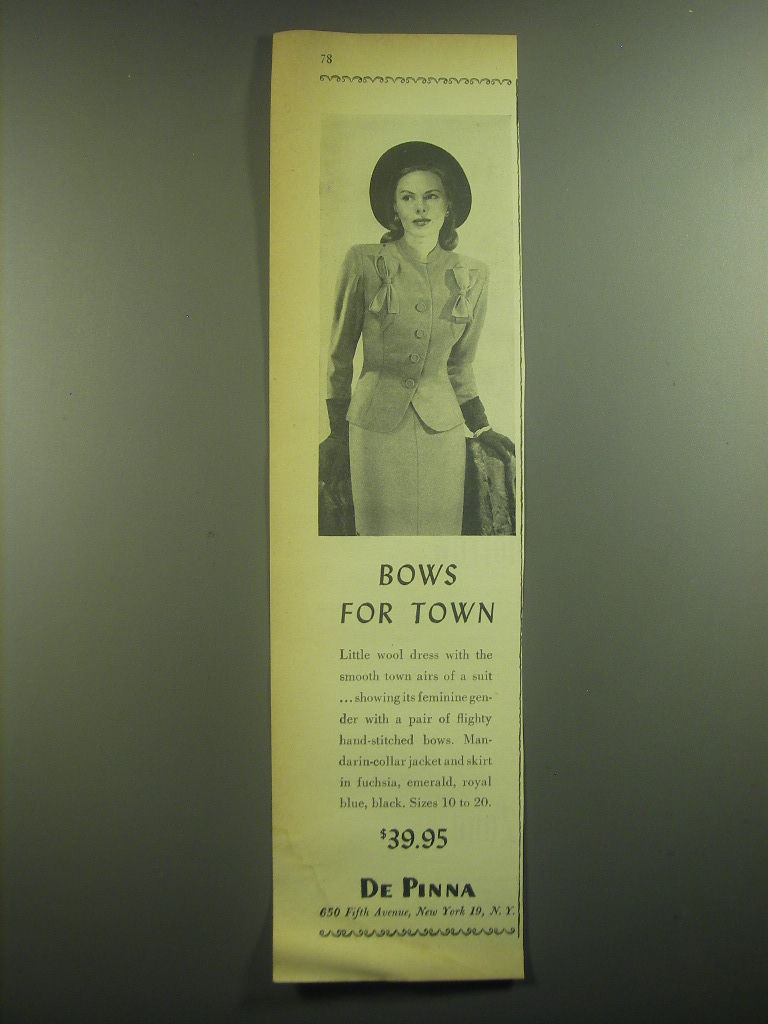 78
BOWS
FOR TOWN
Little wool dress with the
smooth town airs of a suit
... showing its feminine gen-
der with a pair of flighty
hand-stitched bows. Man-
darin-collar jacket and skirt
in fuchsia, emerald, royal
blue, black. Sizes 10 to 20.
$39.95
DE PINNA
650 Fifth Avenue, New York 19, N. Y.